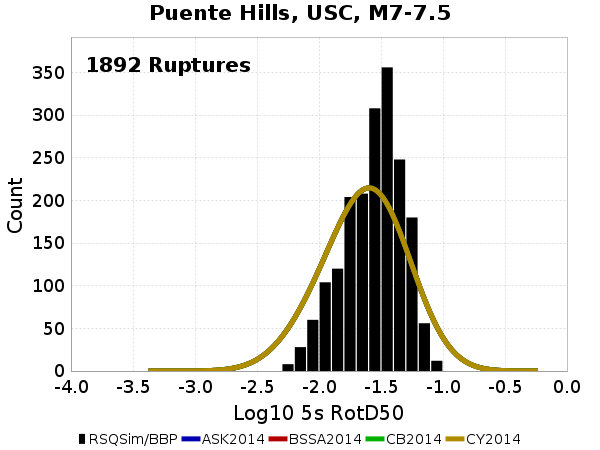 Puente Hills, USC, M7-7.5
1892 Ruptures
350
300
250
200
150
100
50
0
Count
-4.0 -3.5 -3.0 -2.5 -2.0 -1.5 -1.0 -0.5 0.0
Log10 5s RotD50
RSQSim/BBP ASK2014 BSSA2014 CB2014 CY2014